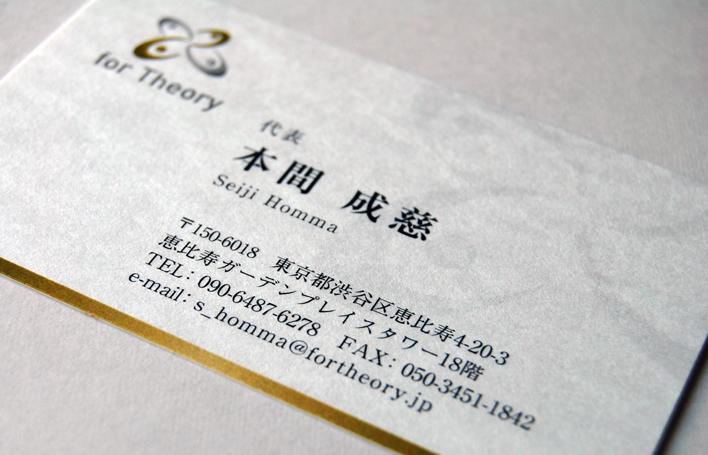 for Theory
代表
本間 成慈
Seiji Homma
〒150-6018 東京都渋谷区恵比寿4-20-3
恵比寿ガーデンプレイスタワー18階
TEL: 090-6487-6278 FAX: 050-3451-1842
e-mail: s_homma@fortheory.jp